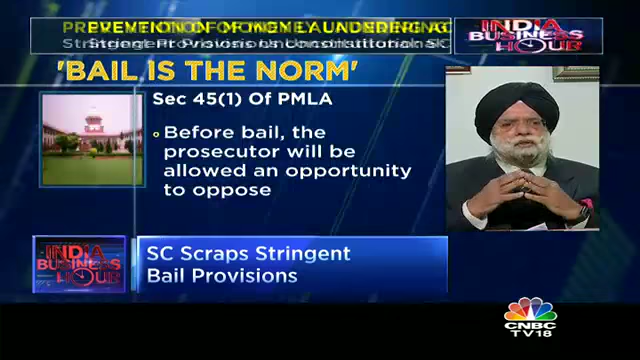 INDIA
BUSINESS
HOUR
'BAIL IS THE NORM'
Sec 45(1) Of PMLA
Before bail, the
prosecutor will be
allowed an opportunity
to oppose
INDIA
BUSINESS
HOUR
SC Scraps Stringent
Bail Provisions
CNBC
TV18